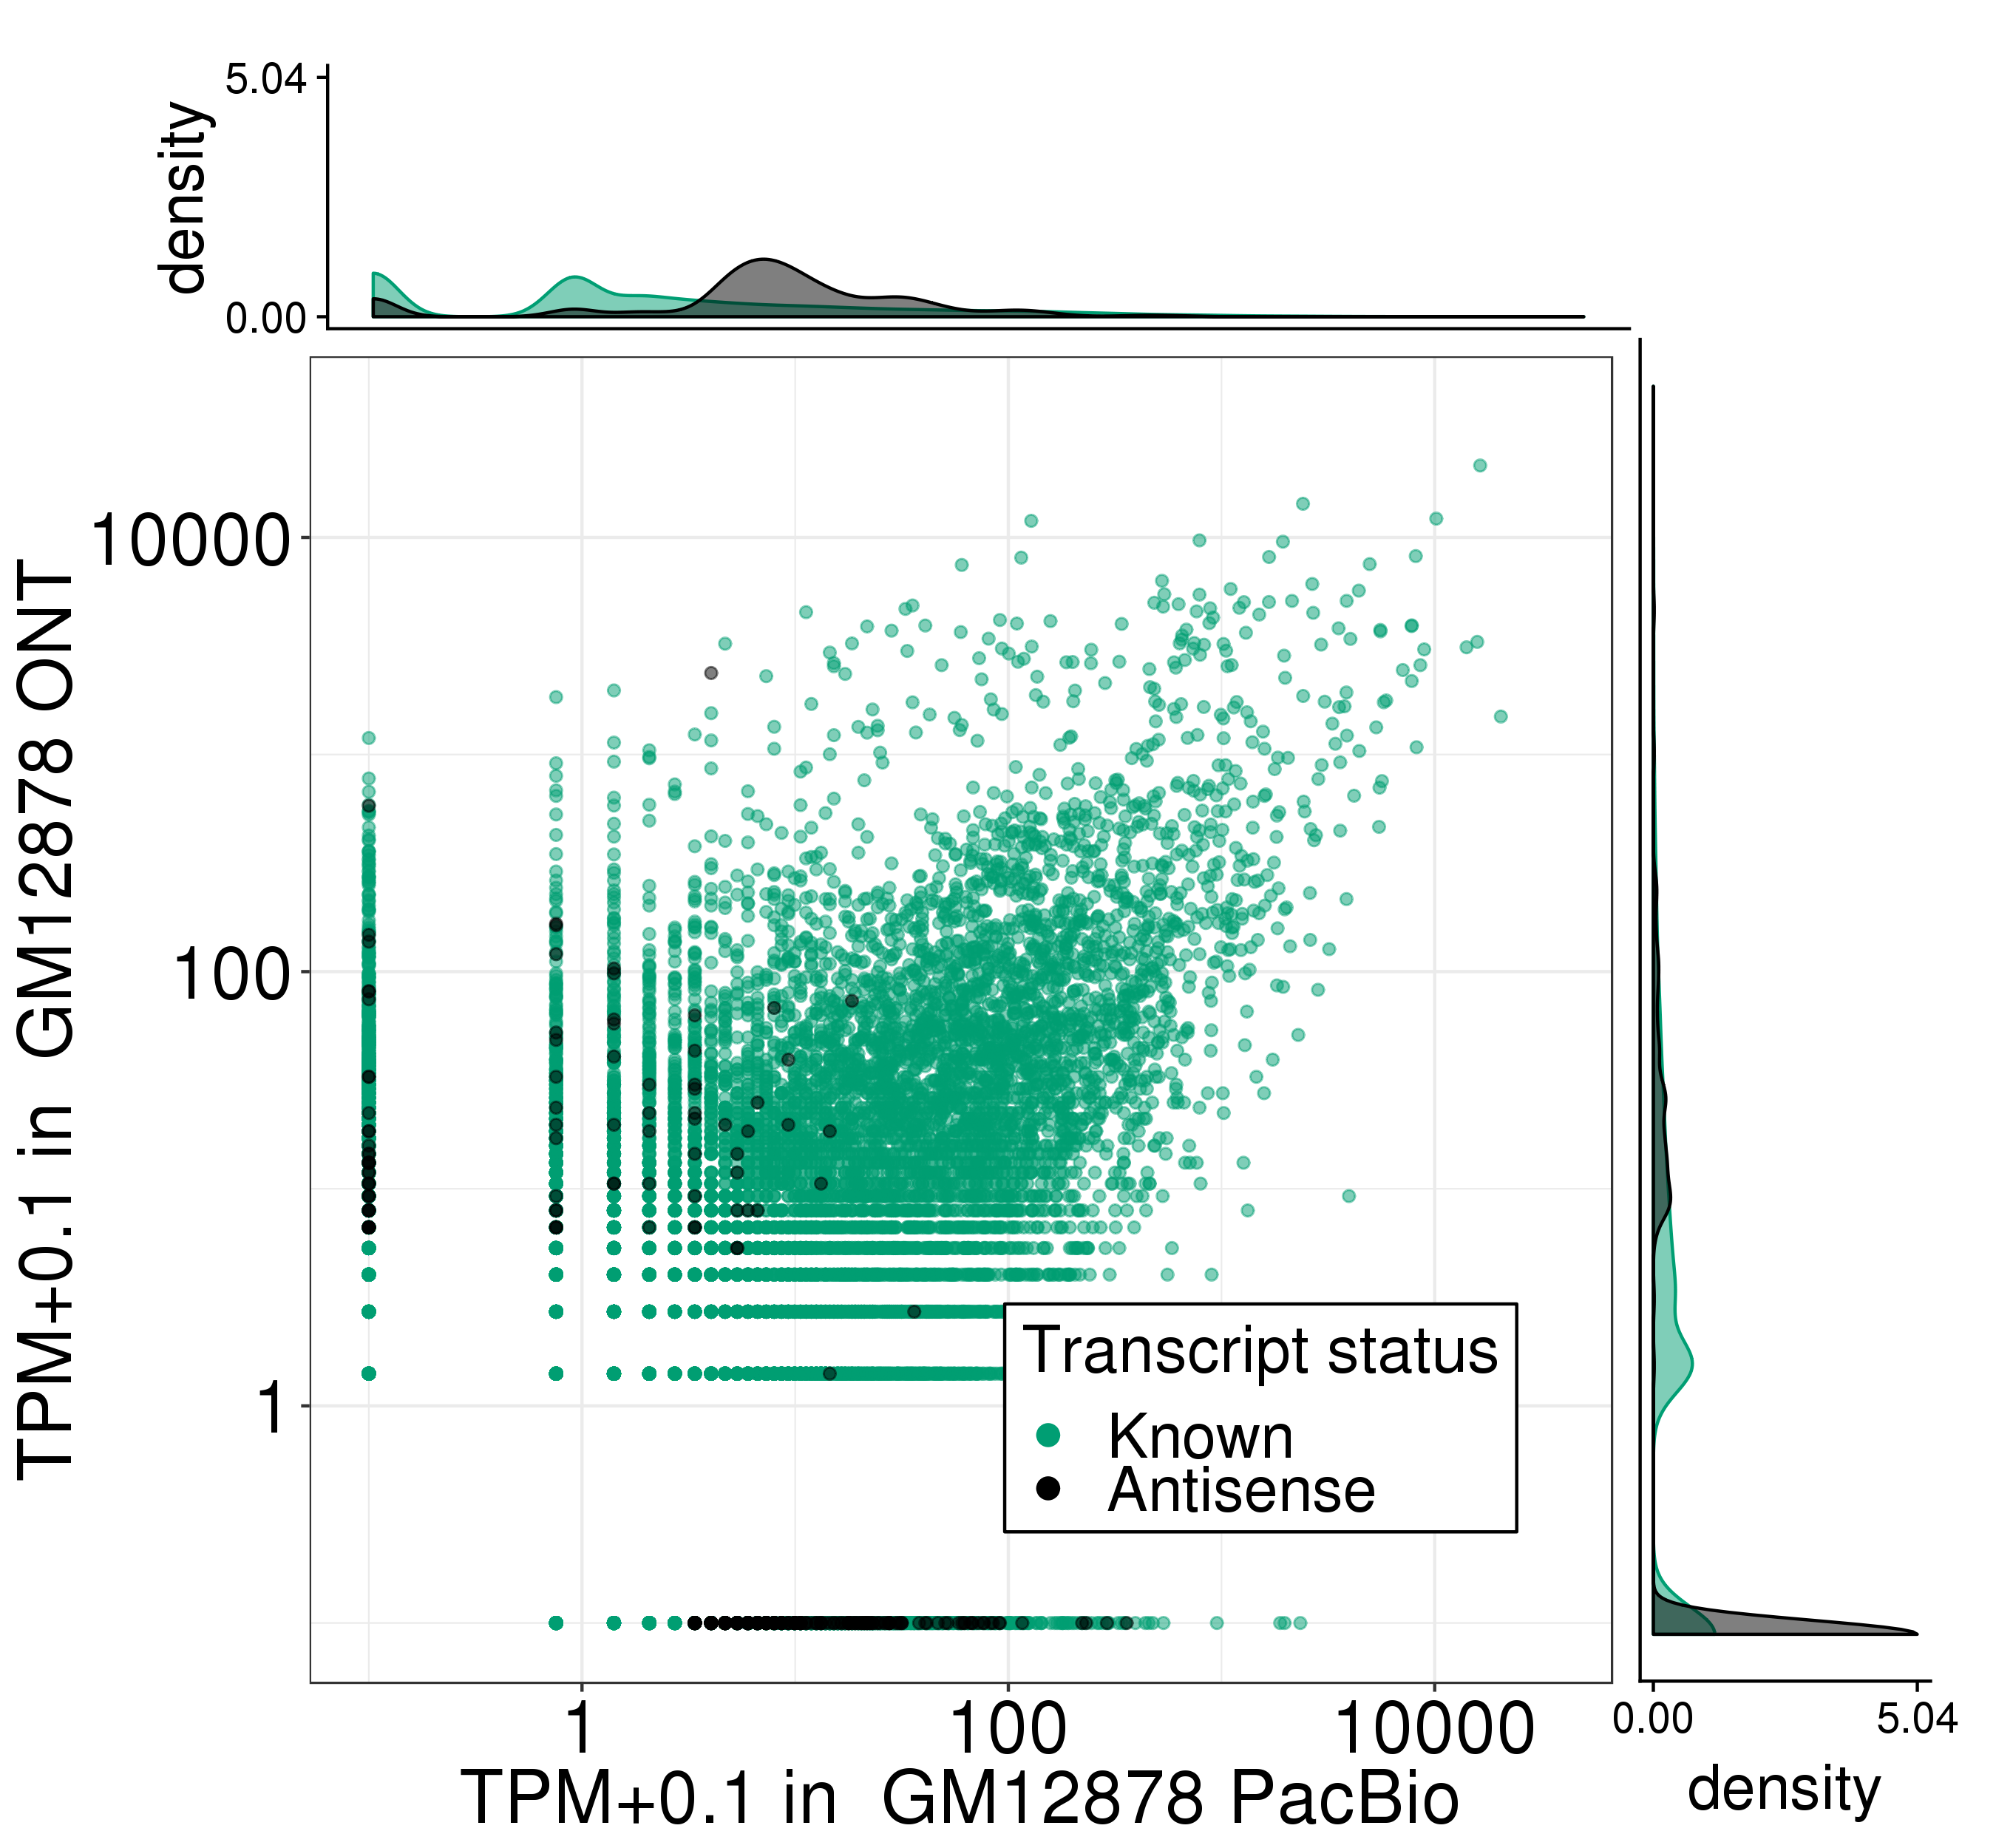 5.04
density
0.00
TPM+0.1 in  GM12878 ONT
10000
100
1
Transcript status
Known
Antisense
1
100
10000
TPM+0.1 in  GM12878 PacBio
0.00
5.04
density